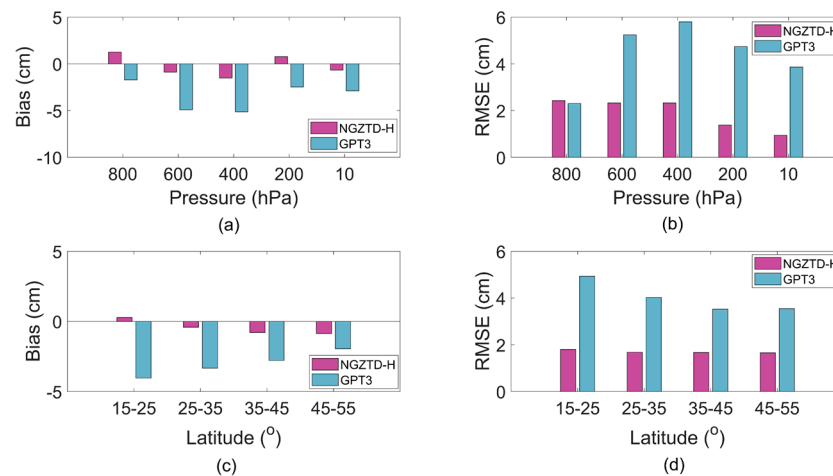 5
0
-5
-10
Bias (cm)
NGZTD-H
GPT3
800 600 400 200 10
Pressure (hPa)
(a)
6
4
2
0
RMSE (cm)
NGZTD-H
GPT3
800 600 400 200 10
Pressure (hPa)
(b)
5
0
-5
Bias (cm)
NGZTD-H
GPT3
15-25 25-35 35-45 45-55
Latitude (o)
(c)
6
4
2
0
RMSE (cm)
NGZTD-H
GPT3
15-25 25-35 35-45 45-55
Latitude (o)
(d)